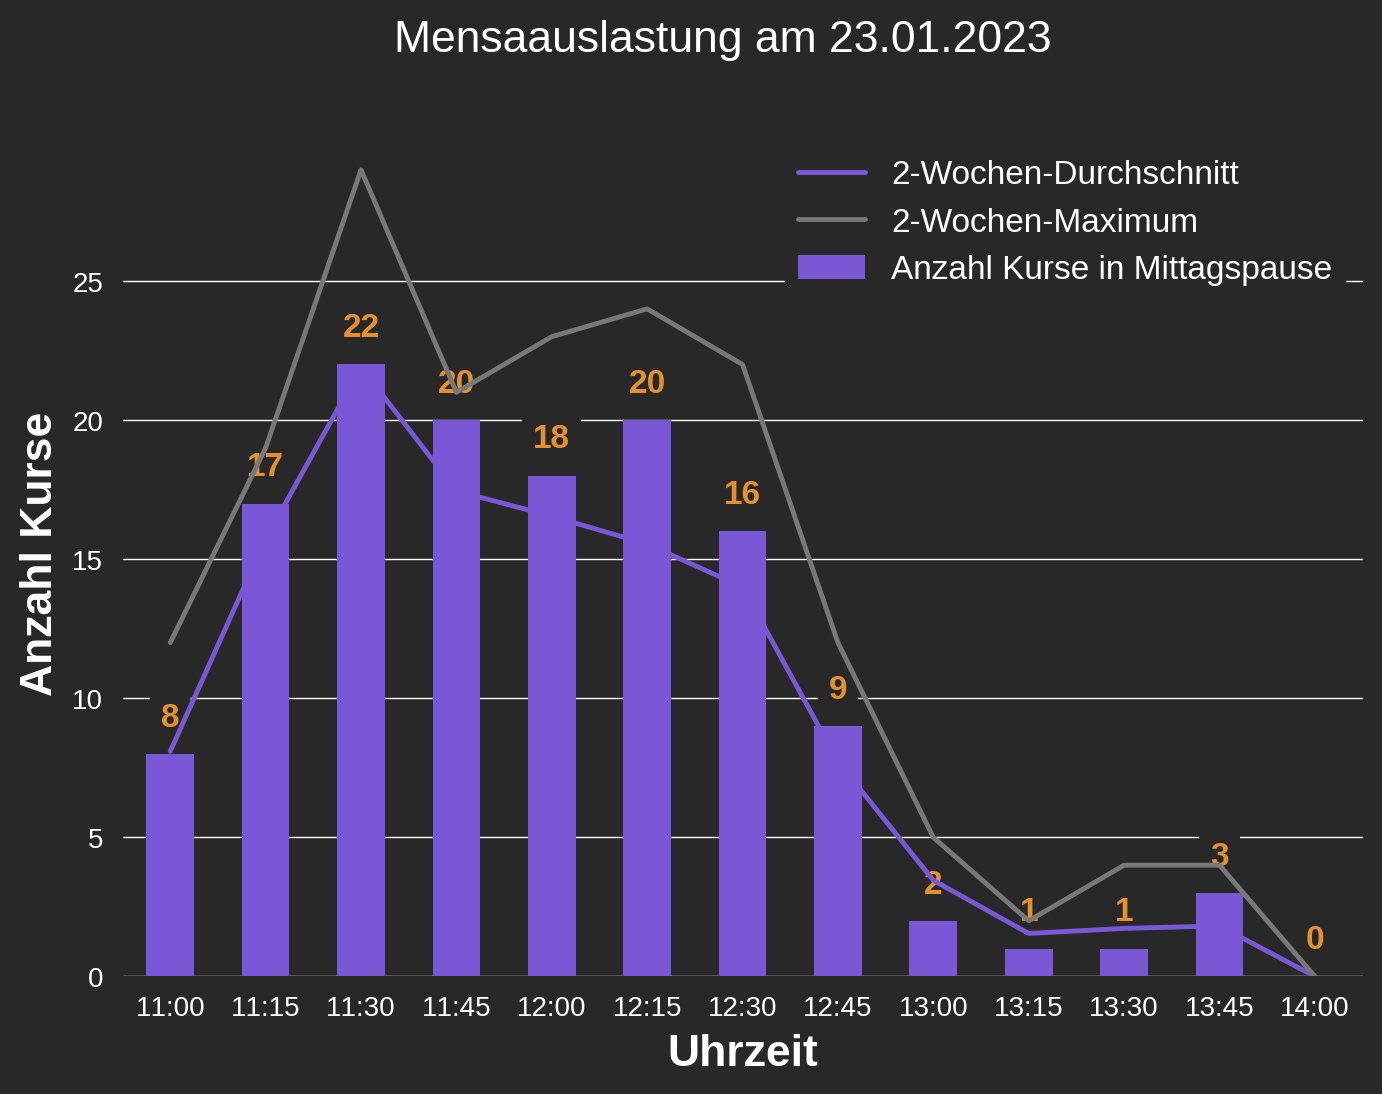 Mensaauslastung am 23.01.2023
2-Wochen-Durchschnitt
2-Wochen-Maximum
Anzahl Kurse in Mittagspause
Anzahl Kurse
25
20
15
10
5
0
8
17
22
20
18
20
16
9
2
1
1
3
0
11:00 11:15 11:30 11:45 12:00 12:15 12:30 12:45 13:00 13:15 13:30 13:45 14:00
Uhrzeit